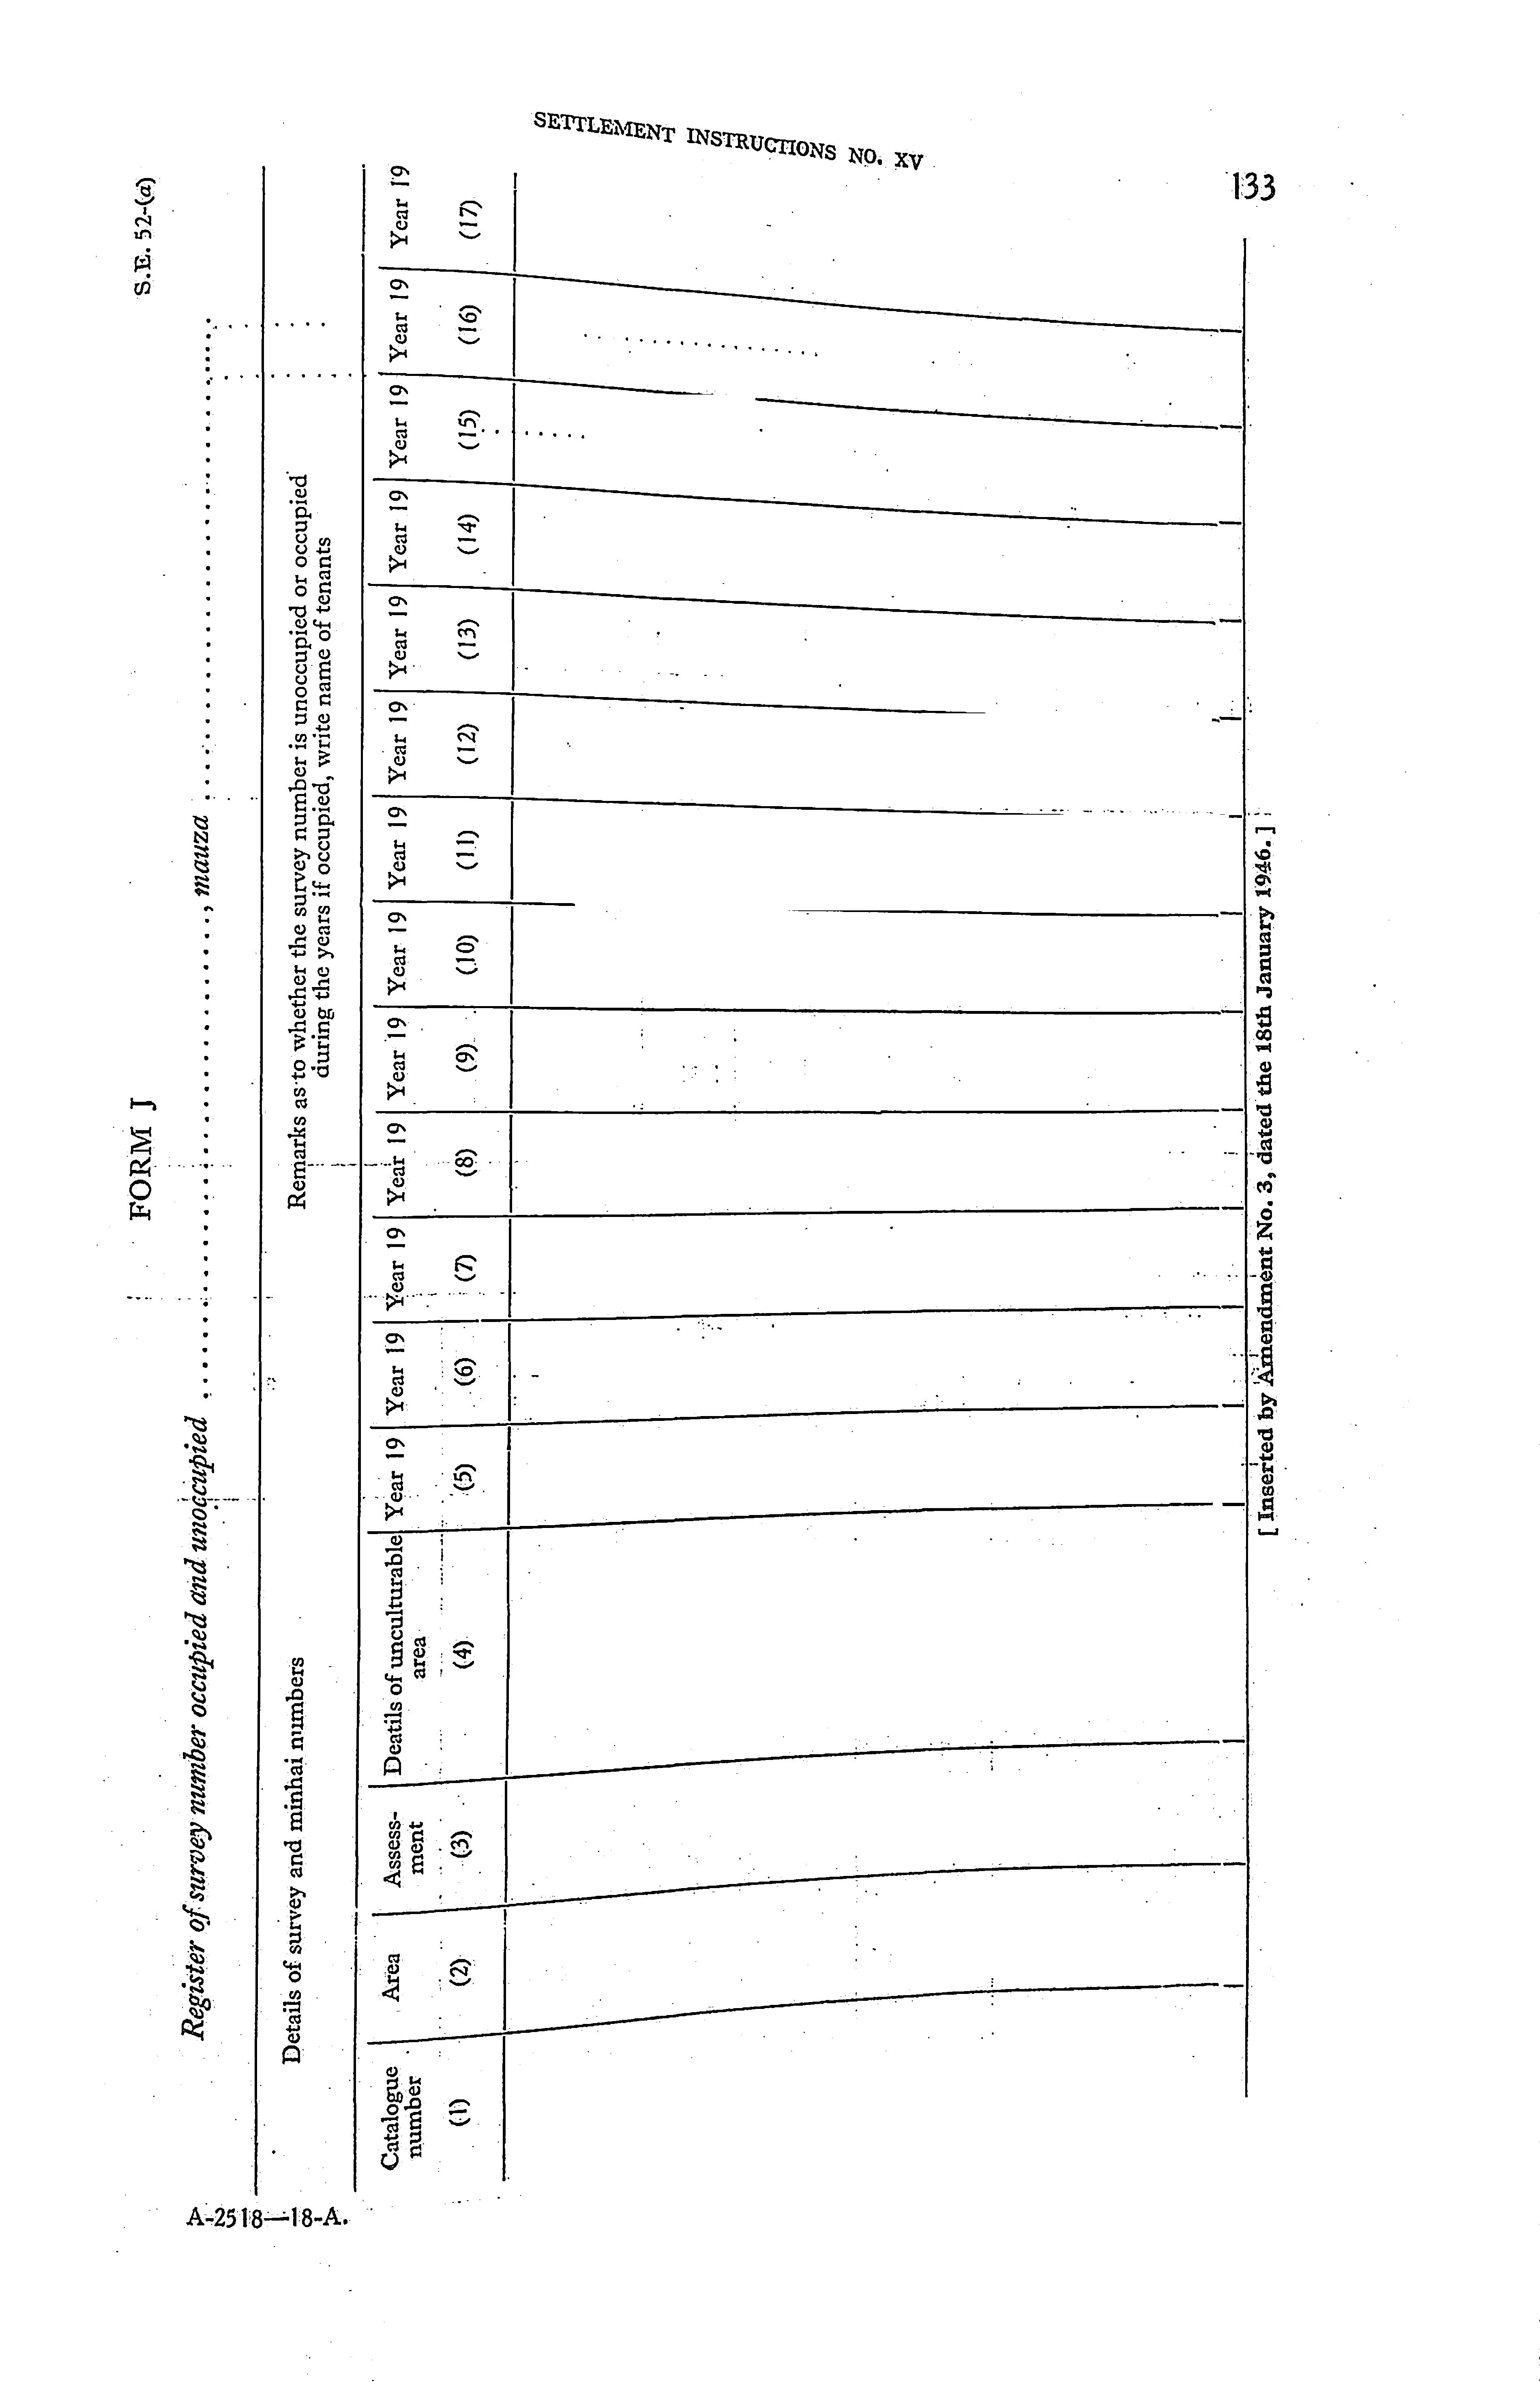 SETTLEMENT INSTRUCTIONS NO. XV
133
S.E. 52-(a)
FORM J
Register of survey number occupied and unoccupied ........................, mauza ........................
Details of survey and minhai numbers
Remarks as to whether the survey number is unoccupied or occupied
during the years if occupied, write name of tenants
Catalogue number Area Assess-ment Deatils of unculturable area Year 19 Year 19 Year 19 Year 19 Year 19 Year 19 Year 19 Year 19 Year 19 Year 19 Year 19 Year 19 Year 19
(1) (2) (3) (4) (5) (6) (7) (8) (9) (10) (11) (12) (13) (14) (15) (16) (17)
[ Inserted by Amendment No. 3, dated the 18th January 1946. ]
A-2518—18-A.